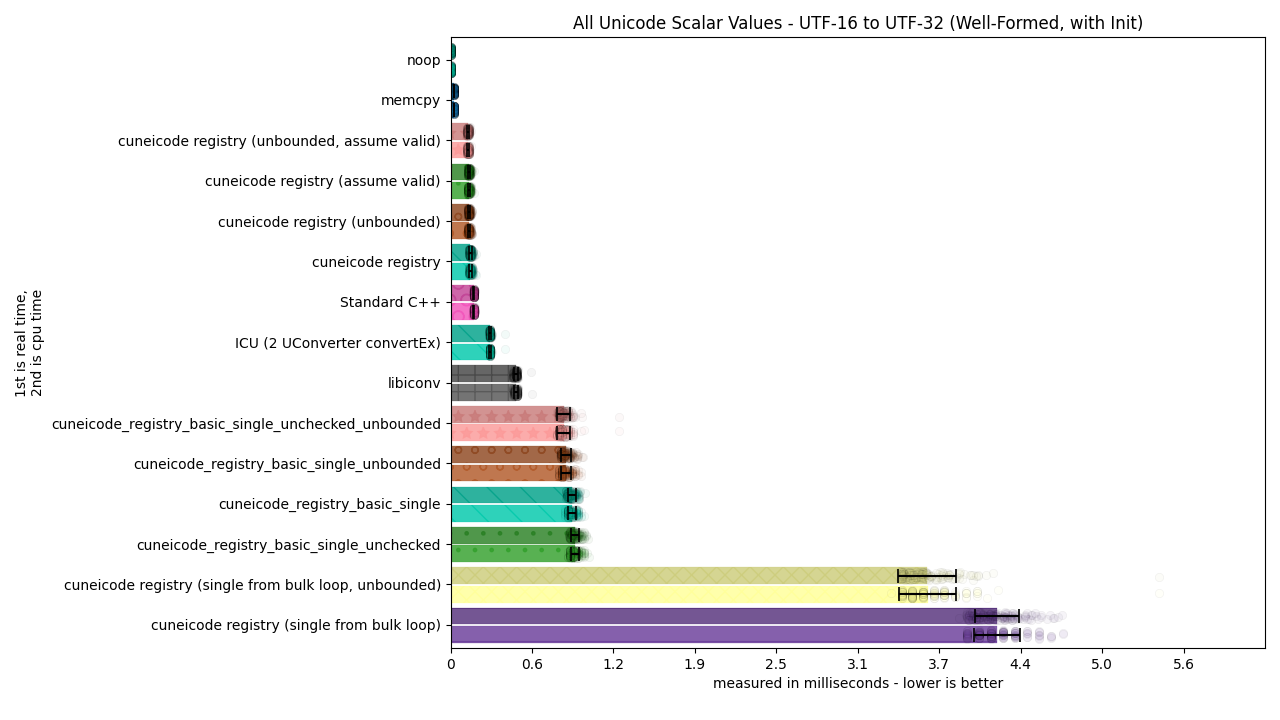 All Unicode Scalar Values - UTF-16 to UTF-32 (Well-Formed, with Init)
noop
memcpy
cuneicode registry (unbounded, assume valid)
cuneicode registry (assume valid)
cuneicode registry (unbounded)
cuneicode registry
Standard C++
ICU (2 UConverter convertEx)
libiconv
cuneicode_registry_basic_single_unchecked_unbounded
cuneicode_registry_basic_single_unbounded
cuneicode_registry_basic_single
cuneicode_registry_basic_single_unchecked
cuneicode registry (single from bulk loop, unbounded)
cuneicode registry (single from bulk loop)
1st is real time,
2nd is cpu time
0 0.6 1.2 1.9 2.5 3.1 3.7 4.4 5.0 5.6
measured in milliseconds - lower is better